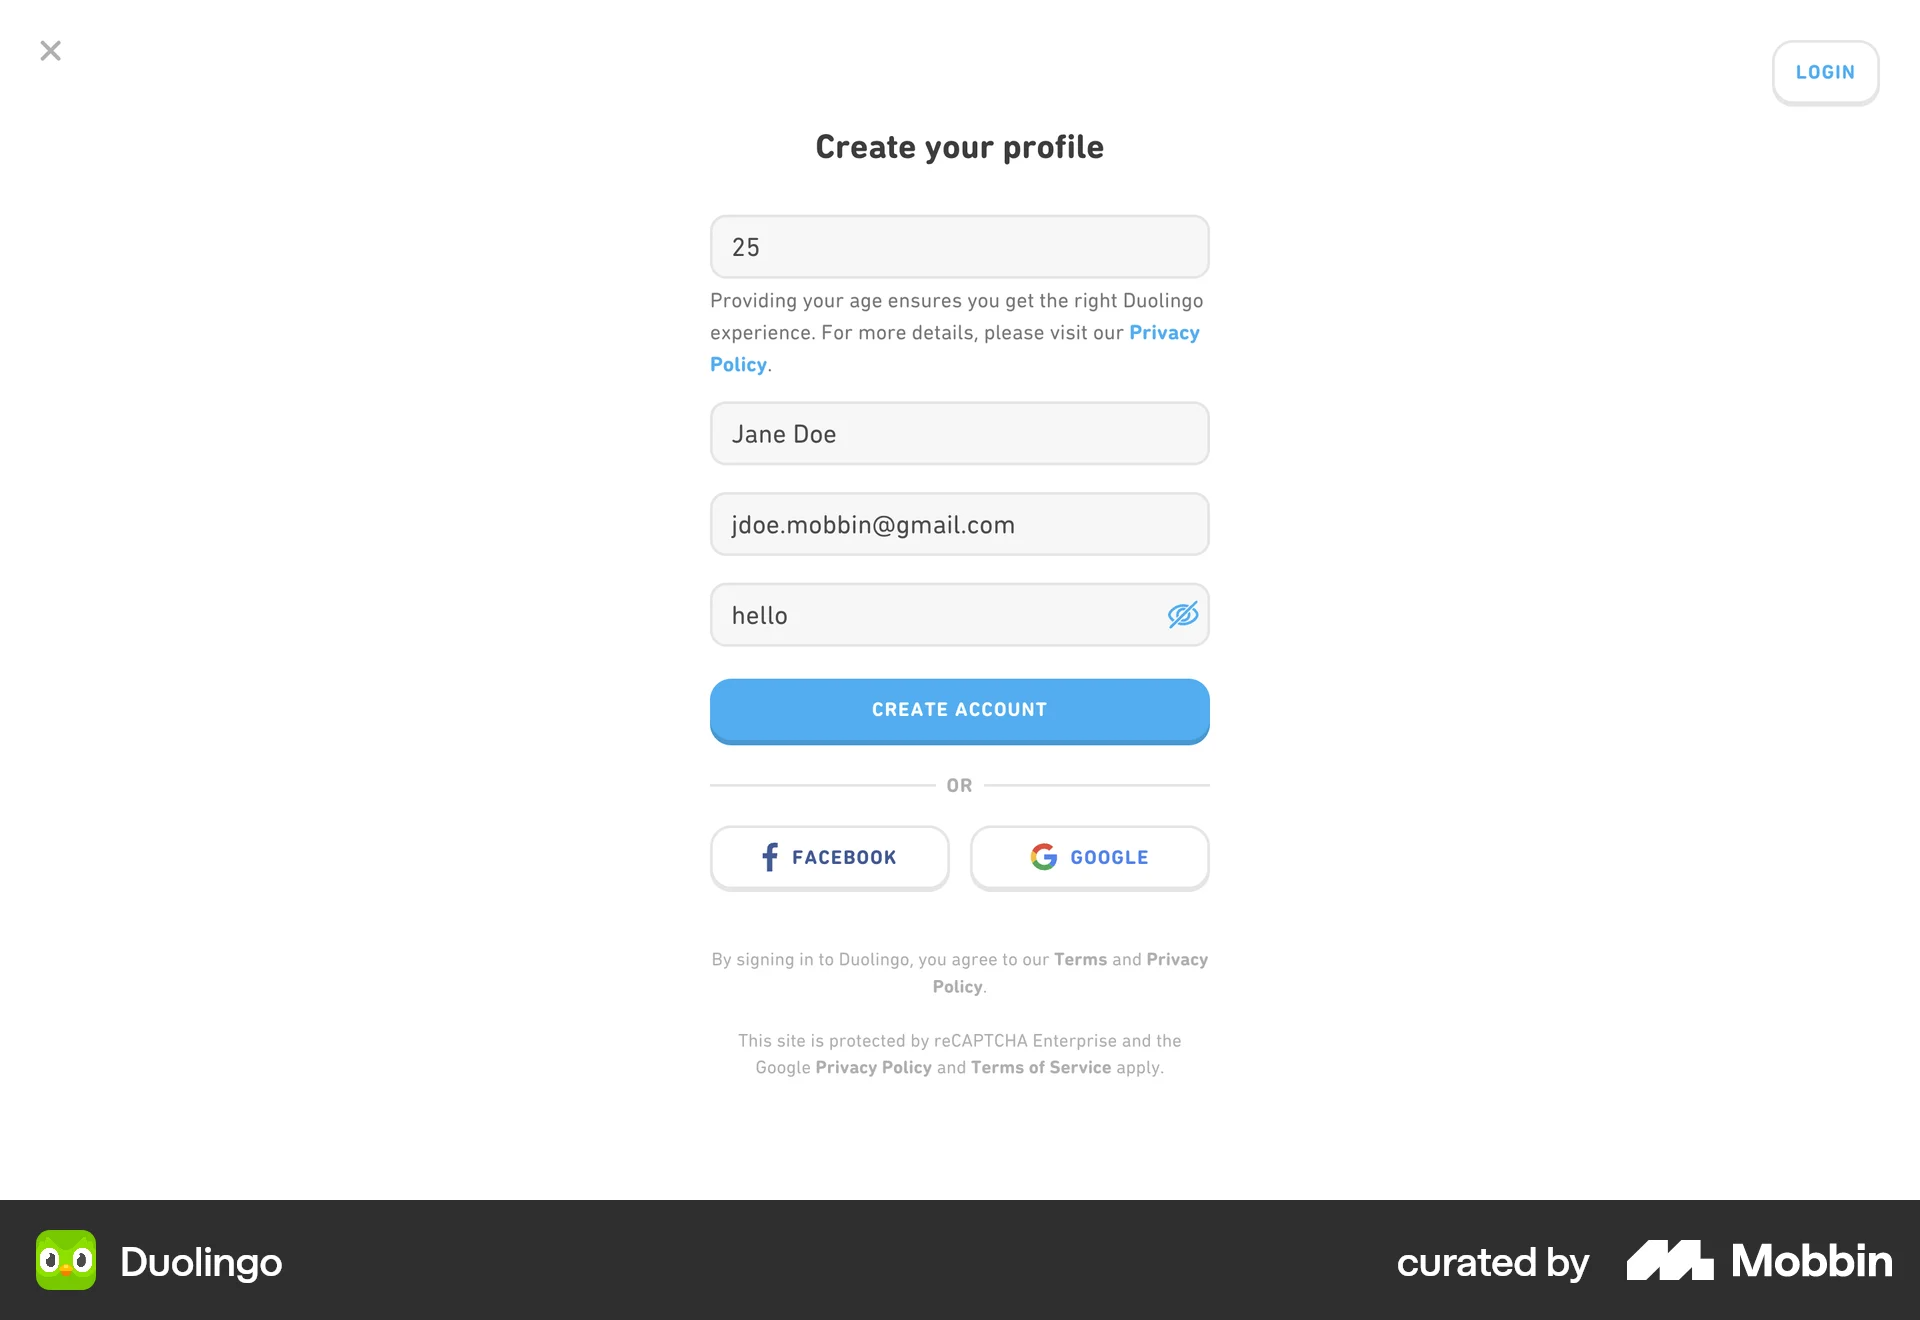 LOGIN
Create your profile
25
Providing your age ensures you get the right Duolingo
experience. For more details, please visit our Privacy
Policy.
Jane Doe
jdoe.mobbin@gmail.com
hello
CREATE ACCOUNT
OR
FACEBOOK
GOOGLE
By signing in to Duolingo, you agree to our Terms and Privacy
Policy.
This site is protected by reCAPTCHA Enterprise and the
Google Privacy Policy and Terms of Service apply.
Duolingo
curated by Mobbin